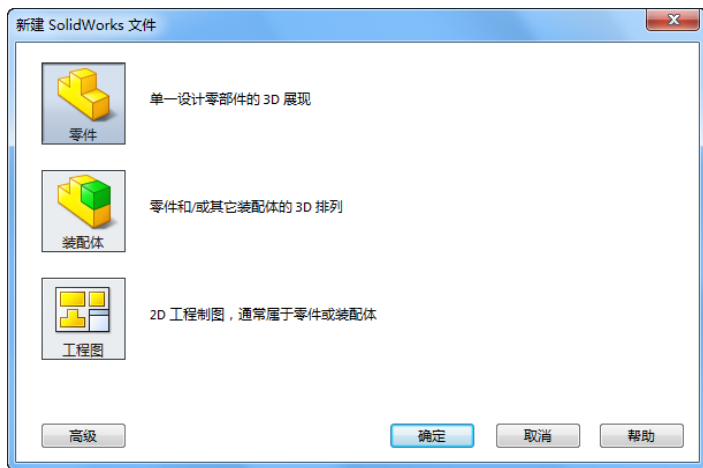 新建 SolidWorks 文件
零件
单一设计零部件的 3D 展现
装配体
零件和/或其它装配体的 3D 排列
工程图
2D 工程制图，通常属于零件或装配体
高级
确定
取消
帮助